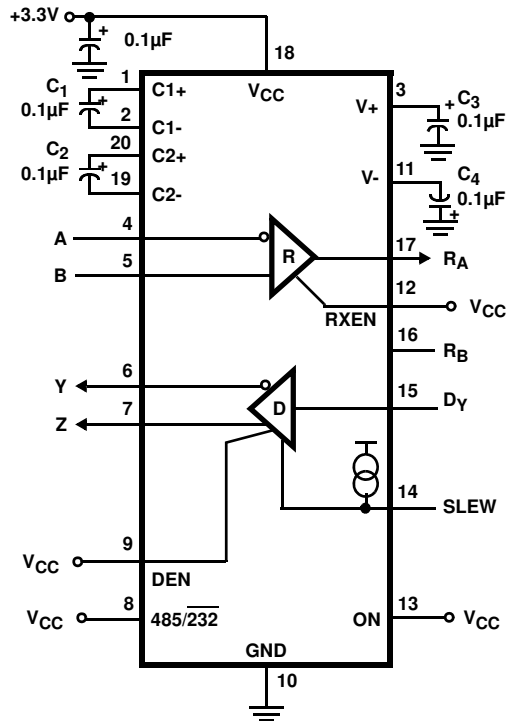 +3.3V
+
0.1µF
18
1
C1+
VCC
3
C1
0.1µF
+
V+
+
C3
0.1µF
2
C1-
20
C2+
C2
0.1µF
+
19
C2-
V-
11
C4
0.1µF
+
A
4
B
5
R
17
RA
12
RXEN
VCC
16
RB
Y
6
Z
7
D
15
DY
14
SLEW
VCC
9
DEN
VCC
8
485/232
ON
13
VCC
GND
10